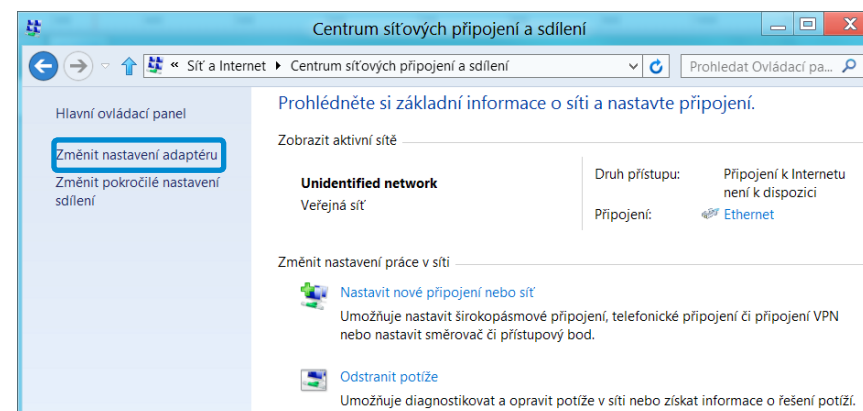 Centrum síťových připojení a sdílení
« Síť a Internet ▸ Centrum síťových připojení a sdílení
Prohledat Ovládací pa...
Hlavní ovládací panel
Změnit nastavení adaptéru
Změnit pokročilé nastavení
sdílení
Prohlédněte si základní informace o síti a nastavte připojení.
Zobrazit aktivní sítě
Unidentified network
Veřejná síť
Druh přístupu: Připojení k Internetu
není k dispozici
Připojení: Ethernet
Změnit nastavení práce v síti
Nastavit nové připojení nebo síť
Umožňuje nastavit širokopásmové připojení, telefonické připojení či připojení VPN
nebo nastavit směrovač či přístupový bod.
Odstranit potíže
Umožňuje diagnostikovat a opravit potíže v síti nebo získat informace o řešení potíží.